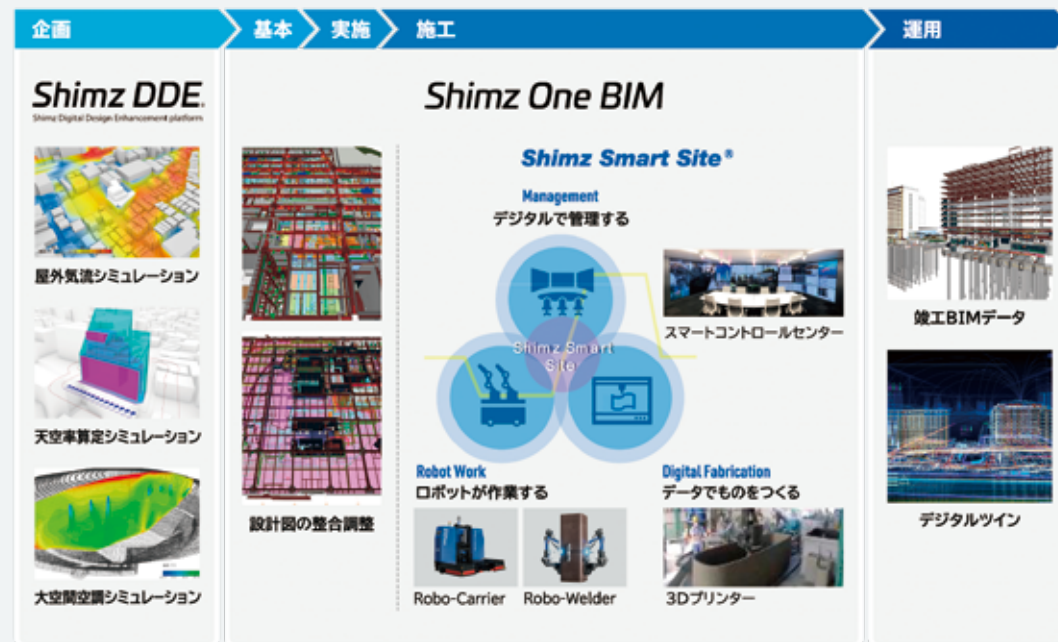 企画
基本
実施
施工
運用
Shimz DDE®
Shimz Digital Design Enhancement platform
屋外気流シミュレーション
天空率算定シミュレーション
大空間空調シミュレーション
Shimz One BIM
設計図の整合調整
Shimz Smart Site®
Management
デジタルで管理する
Shimz Smart
Site
スマートコントロールセンター
Robot Work
ロボットが作業する
Robo-Carrier
Robo-Welder
Digital Fabrication
データでものをつくる
3Dプリンター
竣工BIMデータ
デジタルツイン